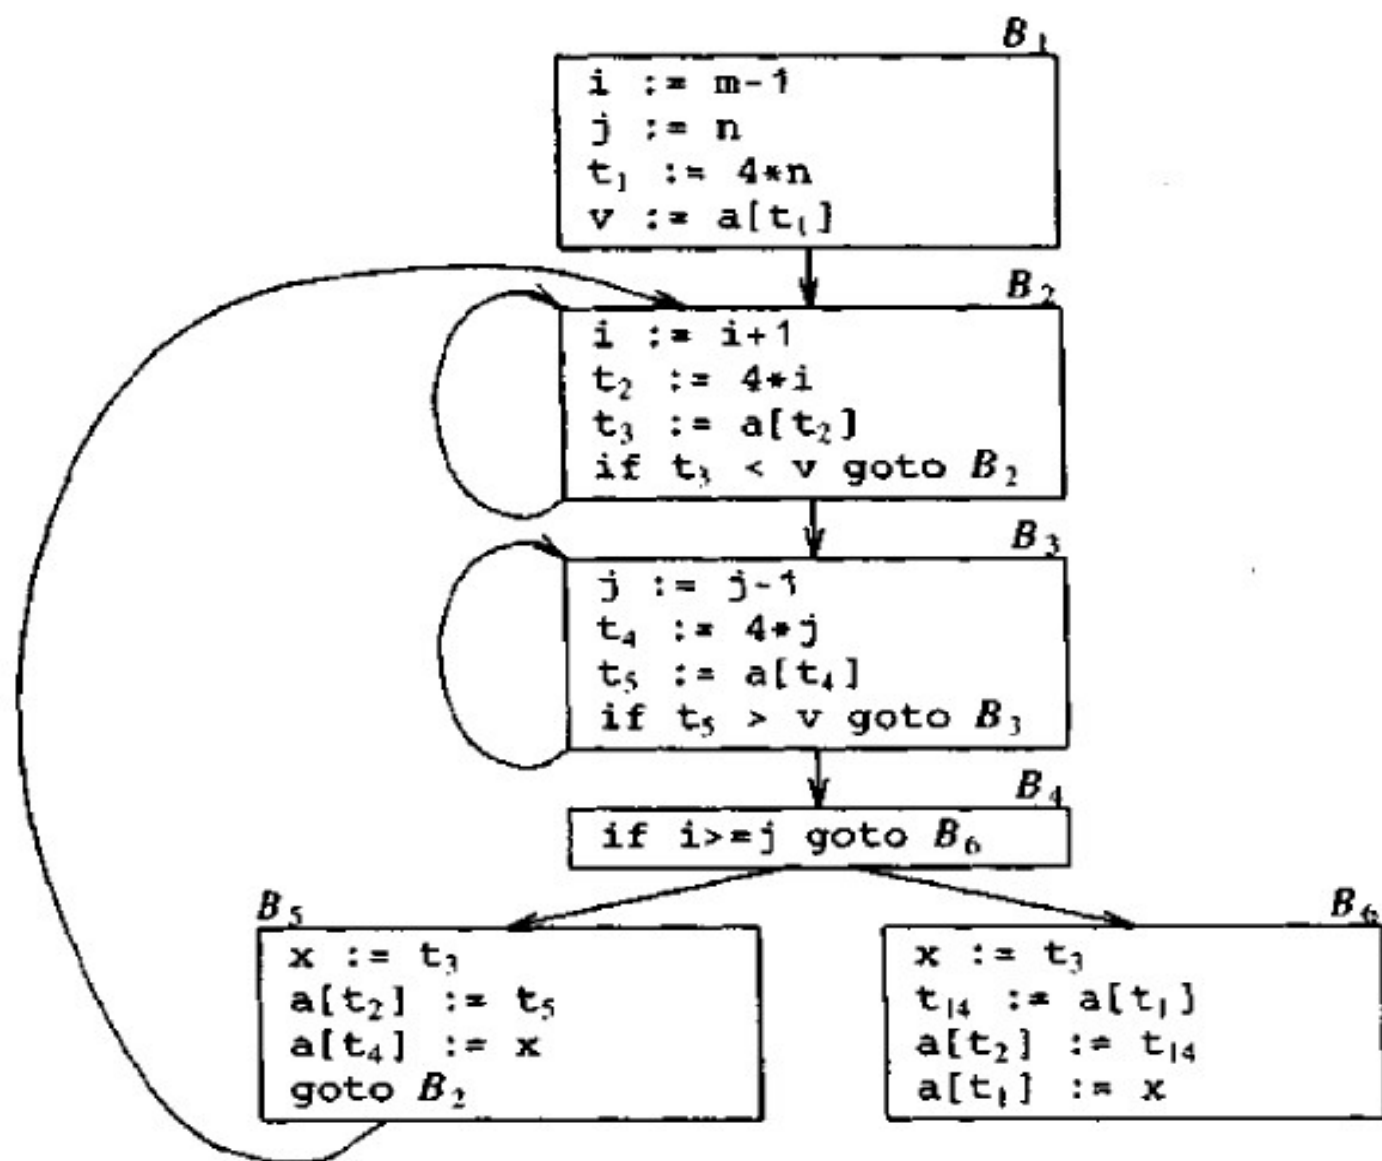 B₁
i := m-1
j := n
t₁ := 4*n
v := a[t₁]
B₂
i := i+1
t₂ := 4*i
t₃ := a[t₂]
if t₃ < v goto B₂
B₃
j := j-1
t₄ := 4*j
t₅ := a[t₄]
if t₅ > v goto B₃
B₄
if i>=j goto B₆
B₅
x := t₃
a[t₂] := t₅
a[t₄] := x
goto B₂
B₆
x := t₃
t₁₄ := a[t₁]
a[t₂] := t₁₄
a[t₁] := x